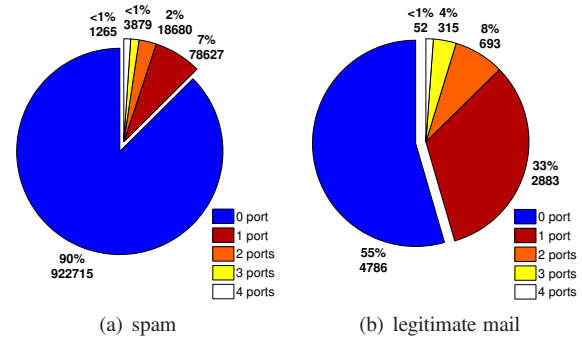 <1%
1265
<1%
3879
2%
18680
7%
78627
90%
922715
0 port
1 port
2 ports
3 ports
4 ports
(a) spam
<1%
52
4%
315
8%
693
33%
2883
55%
4786
0 port
1 port
2 ports
3 ports
4 ports
(b) legitimate mail